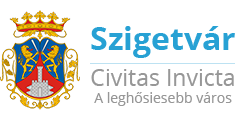 Szigetvár
Civitas Invicta
A leghősiesebb város